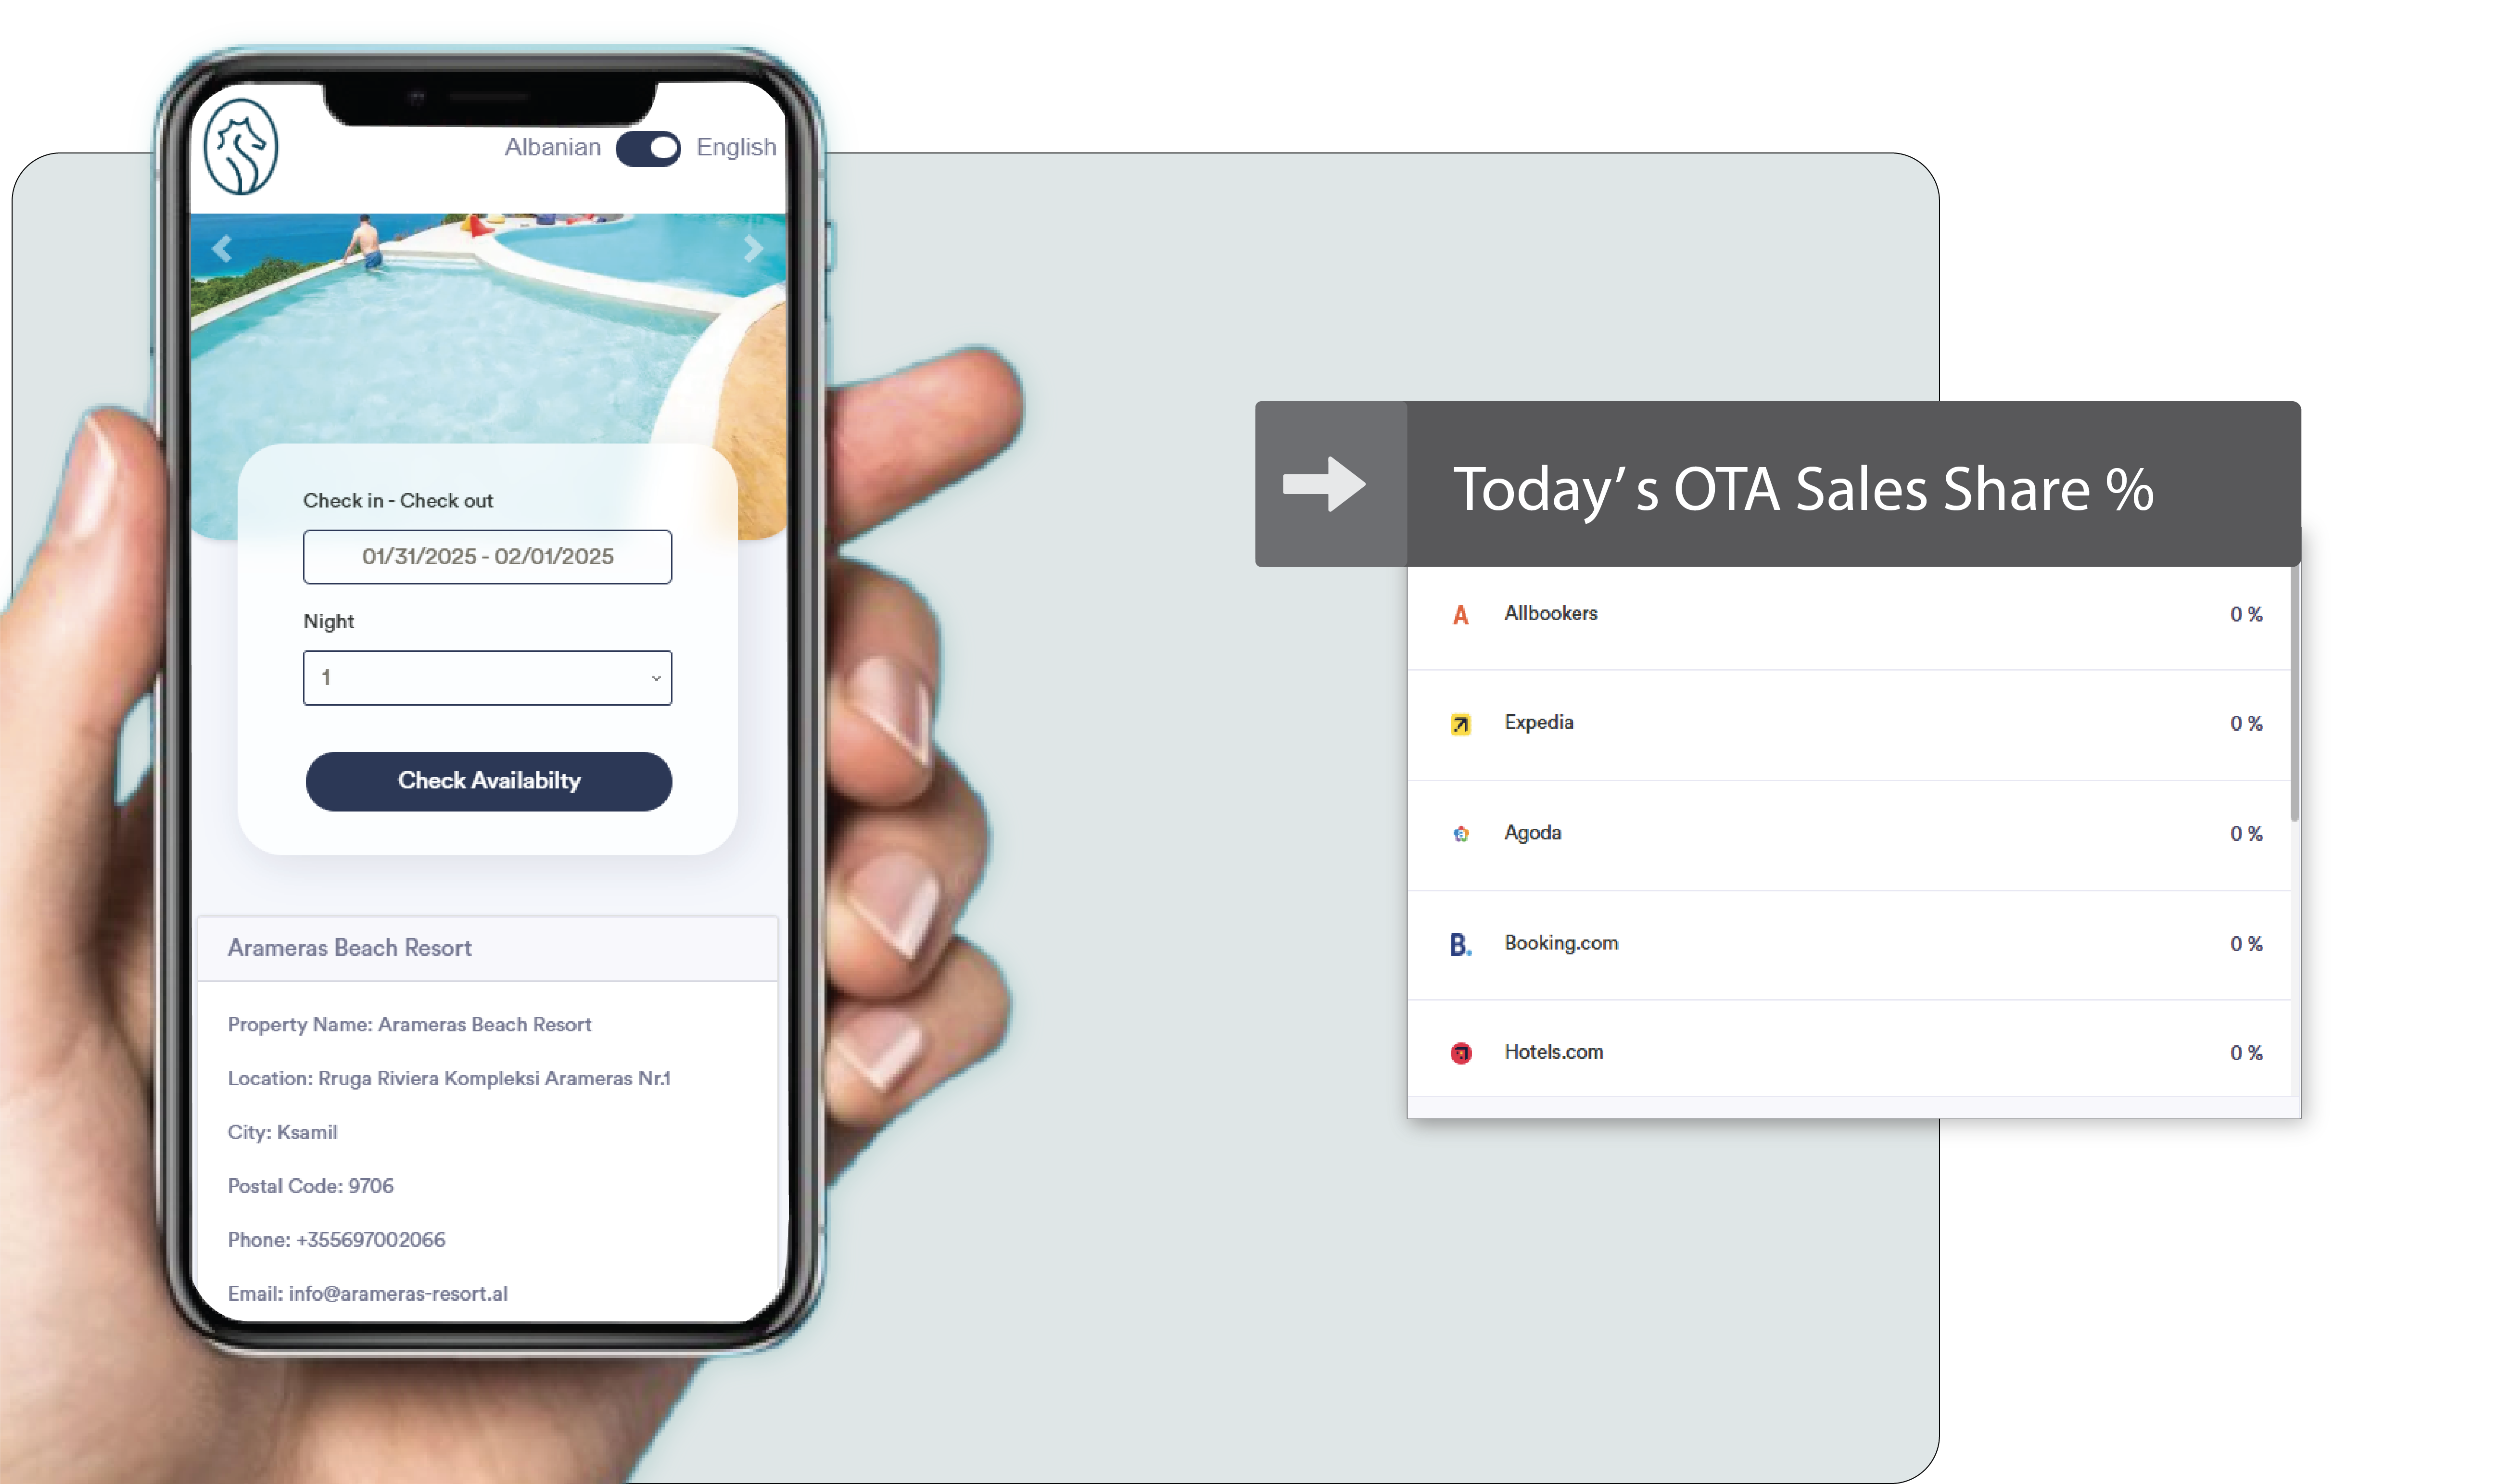 Albanian English
Check in - Check out
01/31/2025 - 02/01/2025
Night
1
Check Availabilty
Arameras Beach Resort
Property Name: Arameras Beach Resort
Location: Rruga Riviera Kompleksi Arameras Nr.1
City: Ksamil
Postal Code: 9706
Phone: +355697002066
Email: info@arameras-resort.al
Today's OTA Sales Share %
A Allbookers 0 %
Expedia 0 %
Agoda 0 %
B. Booking.com 0 %
Hotels.com 0 %